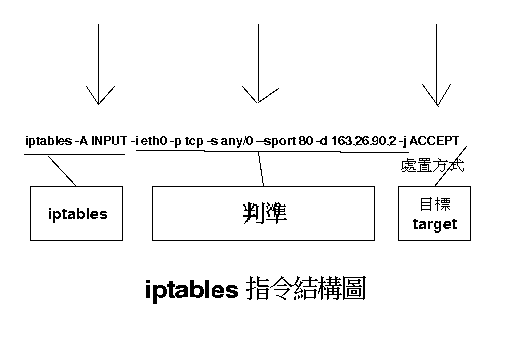 iptables -A INPUT -i eth0 -p tcp -s any/0 --sport 80 -d 163.26.90.2 -j ACCEPT
處置方式
iptables
判準
目標
target
iptables 指令結構圖